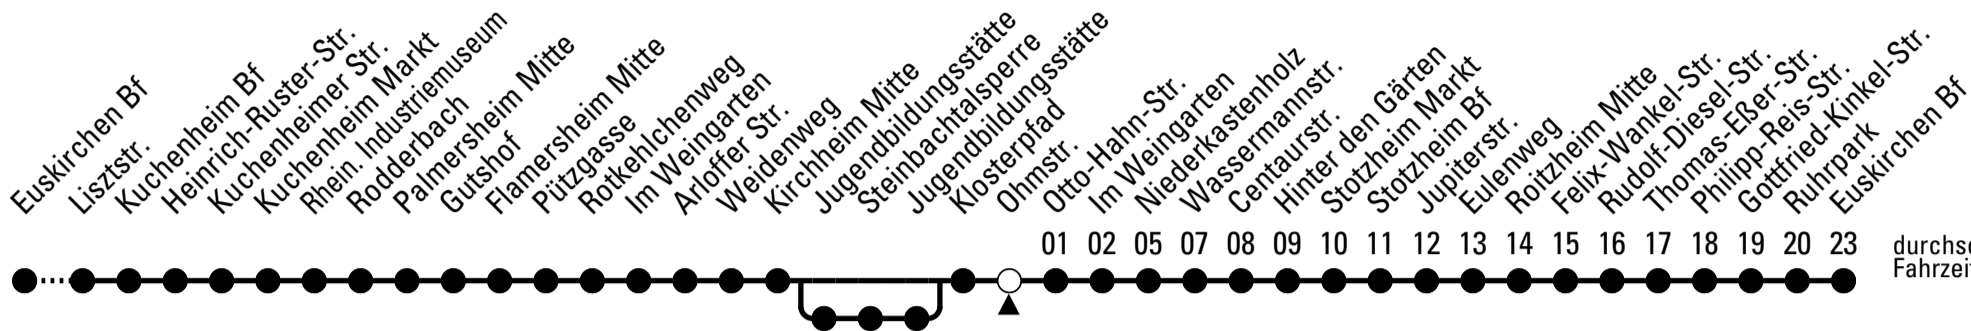 Euskirchen Bf
Lisztstr.
Kuchenheim Bf
Heinrich-Ruster-Str.
Kuchenheimer Str.
Kuchenheim Markt
Rhein. Industriemuseum
Rodderbach
Palmersheim Mitte
Gutshof
Flamersheim Mitte
Pützgasse
Rotkehlchenweg
Im Weingarten
Arloffer Str.
Weidenweg
Kirchheim Mitte
Jugendbildungsstätte
Steinbachtalsperre
Jugendbildungsstätte
Klosterpfad
Ohmstr.
Otto-Hahn-Str.
Im Weingarten
Niederkastenholz
Wassermannstr.
Centaurstr.
Hinter den Gärten
Stotzheim Markt
Stotzheim Bf
Jupiterstr.
Eulenweg
Roitzheim Mitte
Felix-Wankel-Str.
Rudolf-Diesel-Str.
Thomas-Eßer-Str.
Philipp-Reis-Str.
Gottfried-Kinkel-Str.
Ruhrpark
Euskirchen Bf
01 02 05 07 08 09 10 11 12 13 14 15 16 17 18 19 20 23
durchsc
Fahrzeit